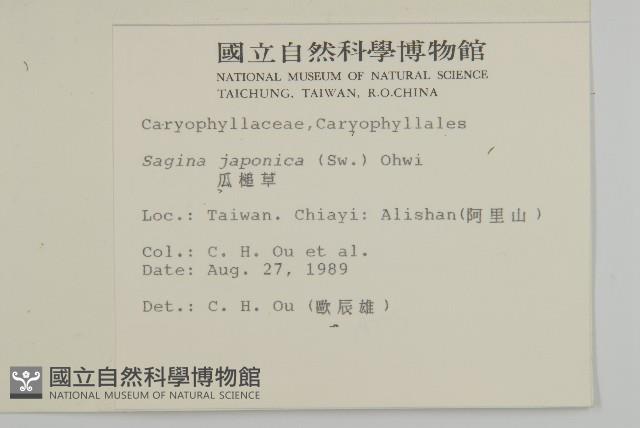 國立自然科學博物館
NATIONAL MUSEUM OF NATURAL SCIENCE
TAICHUNG, TAIWAN, R.O.CHINA
Caryophyllaceae,Caryophyllales
Sagina japonica (Sw.) Ohwi
瓜槌草
Loc.: Taiwan. Chiayi: Alishan(阿里山)
Col.: C. H. Ou et al.
Date: Aug. 27, 1989
Det.: C. H. Ou (歐辰雄)
國立自然科學博物館
NATIONAL MUSEUM OF NATURAL SCIENCE